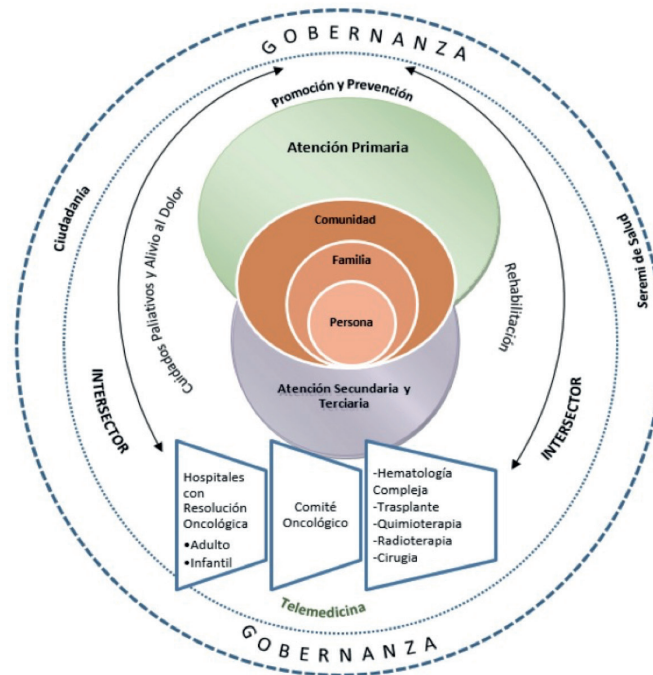 GOBERNANZA
Promoción y Prevención
Atención Primaria
Comunidad
Familia
Persona
Atención Secundaria y
Terciaria
Ciudadanía
Cuidados Paliativos y Alivio al Dolor
INTERSECTOR
Rehabilitación
Seremi de Salud
INTERSECTOR
Hospitales
con
Resolución
Oncológica
•Adulto
•Infantil
Comité
Oncológico
-Hematología
Compleja
-Trasplante
-Quimioterapia
-Radioterapia
-Cirugia
Telemedicina
GOBERNANZA